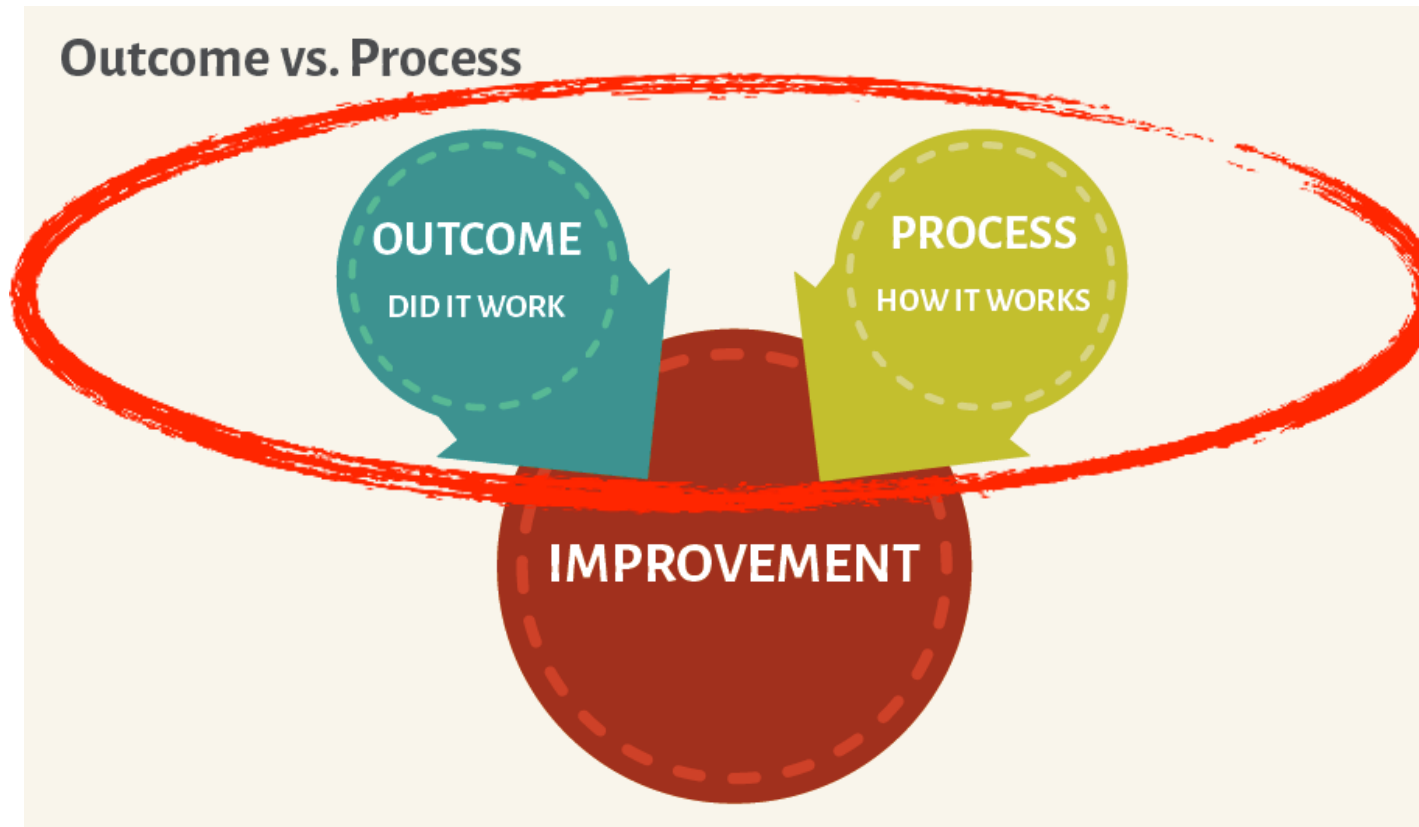 Outcome vs. Process
OUTCOME
DID IT WORK
PROCESS
HOW IT WORKS
IMPROVEMENT